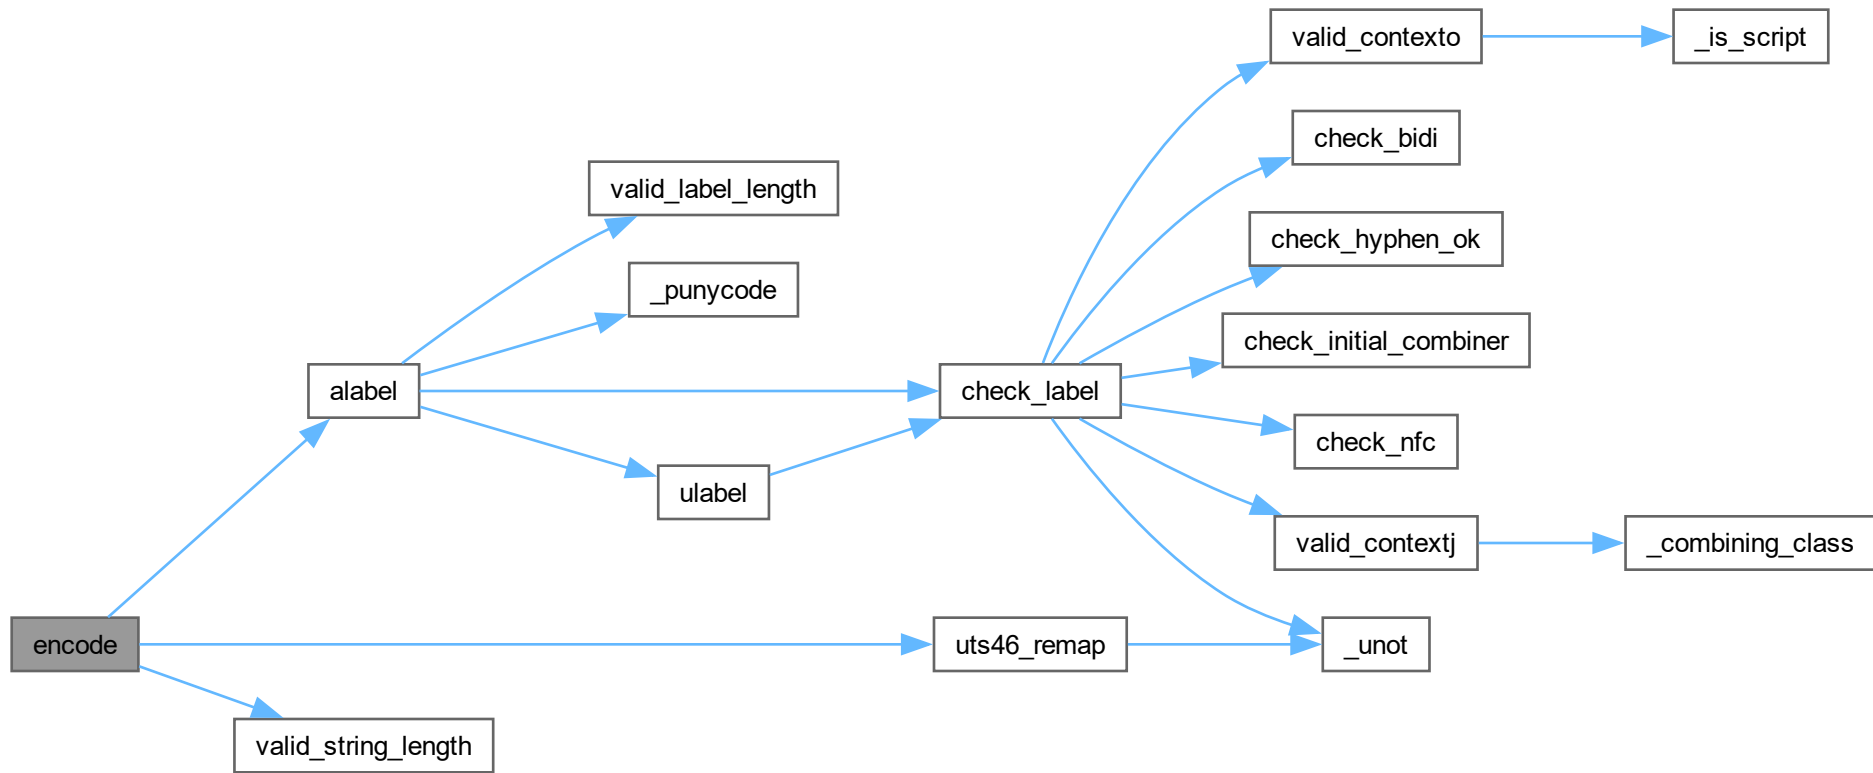 valid_contexto
_is_script
check_bidi
valid_label_length
check_hyphen_ok
_punycode
check_initial_combiner
alabel
check_label
check_nfc
ulabel
valid_contextj
_combining_class
encode
uts46_remap
_unot
valid_string_length